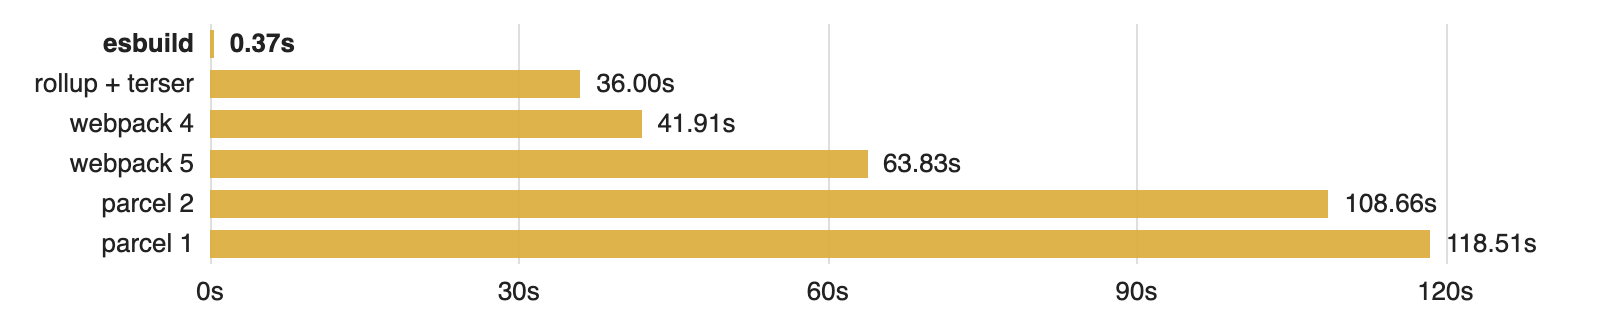 esbuild 0.37s
rollup + terser 36.00s
webpack 4 41.91s
webpack 5 63.83s
parcel 2 108.66s
parcel 1 118.51s
0s 30s 60s 90s 120s